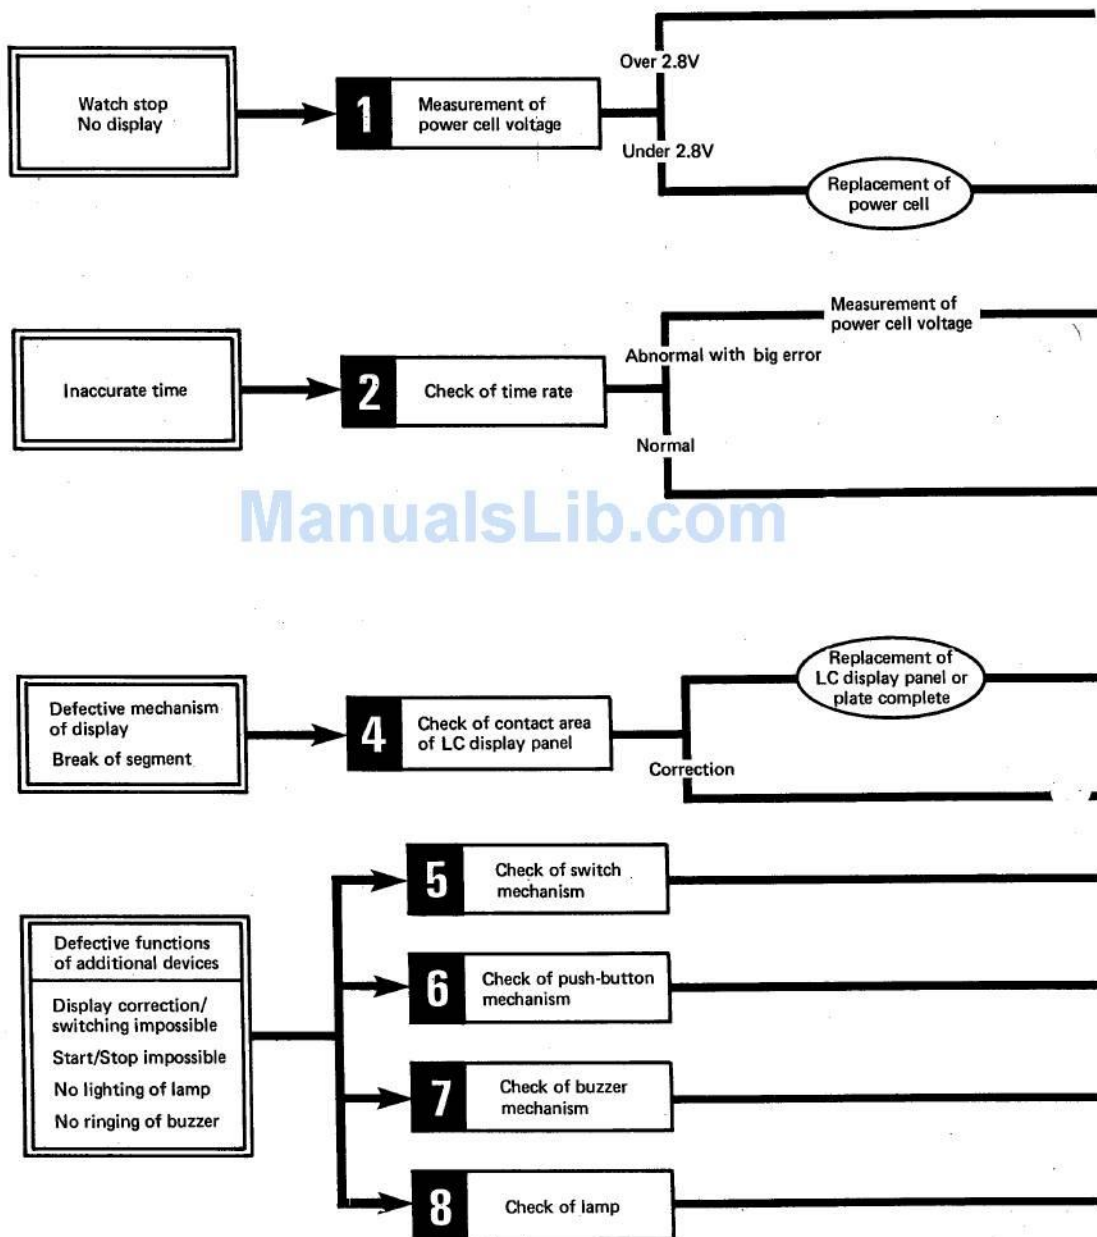 Over 2.8V
Watch stop
No display
1
Measurement of
power cell voltage
Under 2.8V
Replacement of
power cell
Measurement of
power cell voltage
Abnormal with big error
Inaccurate time
2
Check of time rate
Normal
ManualsLib.com
Replacement of
LC display panel or
plate complete
Defective mechanism
of display
Break of segment
4
Check of contact area
of LC display panel
Correction
5
Check of switch
mechanism
Defective functions
of additional devices
Display correction/
switching impossible
Start/Stop impossible
No lighting of lamp
No ringing of buzzer
6
Check of push-button
mechanism
7
Check of buzzer
mechanism
8
Check of lamp